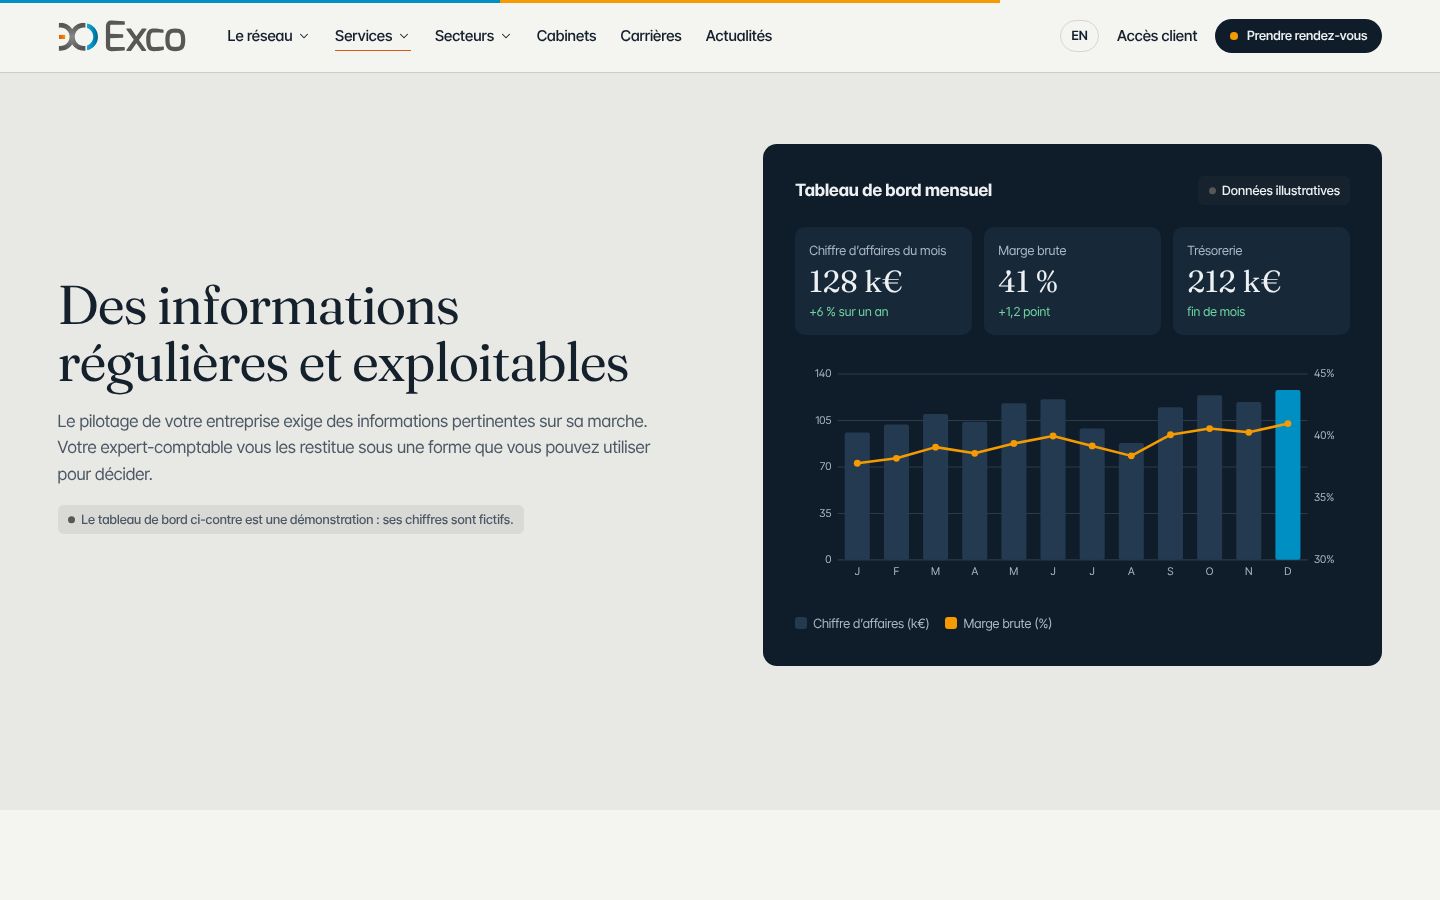 Exco
Le réseau
Services
Secteurs
Cabinets
Carrières
Actualités
EN
Accès client
Prendre rendez-vous
Des informations
régulières et exploitables
Le pilotage de votre entreprise exige des informations pertinentes sur sa marche.
Votre expert-comptable vous les restitue sous une forme que vous pouvez utiliser
pour décider.
Le tableau de bord ci-contre est une démonstration : ses chiffres sont fictifs.
Tableau de bord mensuel
Données illustratives
Chiffre d'affaires du mois
128 k€
+6 % sur un an
Marge brute
41 %
+1,2 point
Trésorerie
212 k€
fin de mois
140
105
70
35
0
45%
40%
35%
30%
J F M A M J J A S O N D
Chiffre d'affaires (k€)
Marge brute (%)